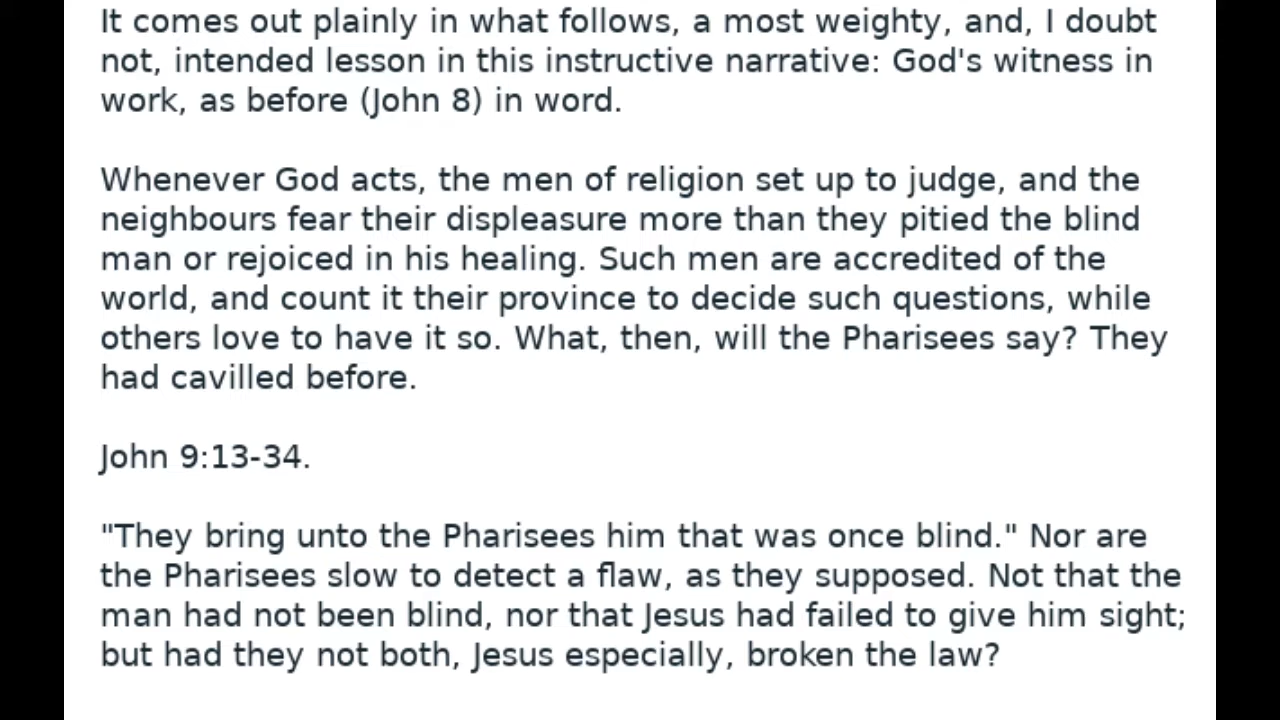 It comes out plainly in what follows, a most weighty, and, I doubt
not, intended lesson in this instructive narrative: God's witness in
work, as before (John 8) in word.
Whenever God acts, the men of religion set up to judge, and the
neighbours fear their displeasure more than they pitied the blind
man or rejoiced in his healing. Such men are accredited of the
world, and count it their province to decide such questions, while
others love to have it so. What, then, will the Pharisees say? They
had cavilled before.
John 9:13-34.
"They bring unto the Pharisees him that was once blind." Nor are
the Pharisees slow to detect a flaw, as they supposed. Not that the
man had not been blind, nor that Jesus had failed to give him sight;
but had they not both, Jesus especially, broken the law?